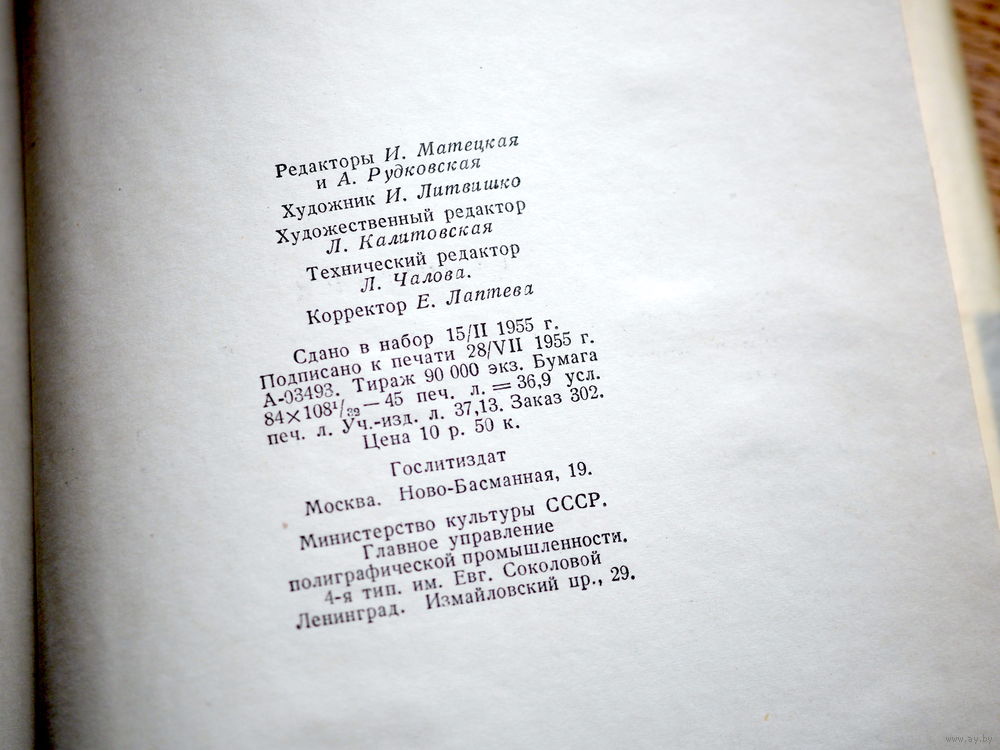 Редакторы И. Матецкая
и А. Рудковская
Художник И. Литвишко
Художественный редактор
Л. Калитовская
Технический редактор
Л. Чалова.
Корректор Е. Лаптева
Сдано в набор 15/II 1955 г.
Подписано к печати 28/VII 1955 г.
А-03493. Тираж 90 000 экз. Бумага
84×108¹/₃₂ — 45 печ. л. = 36,9 усл.
печ. л. Уч.-изд. л. 37,13. Заказ 302.
Цена 10 р. 50 к.
Гослитиздат
Москва. Ново-Басманная, 19.
Министерство культуры СССР.
Главное управление
полиграфической промышленности.
4-я тип. им. Евг. Соколовой
Ленинград. Измайловский пр., 29.
www.ay.by